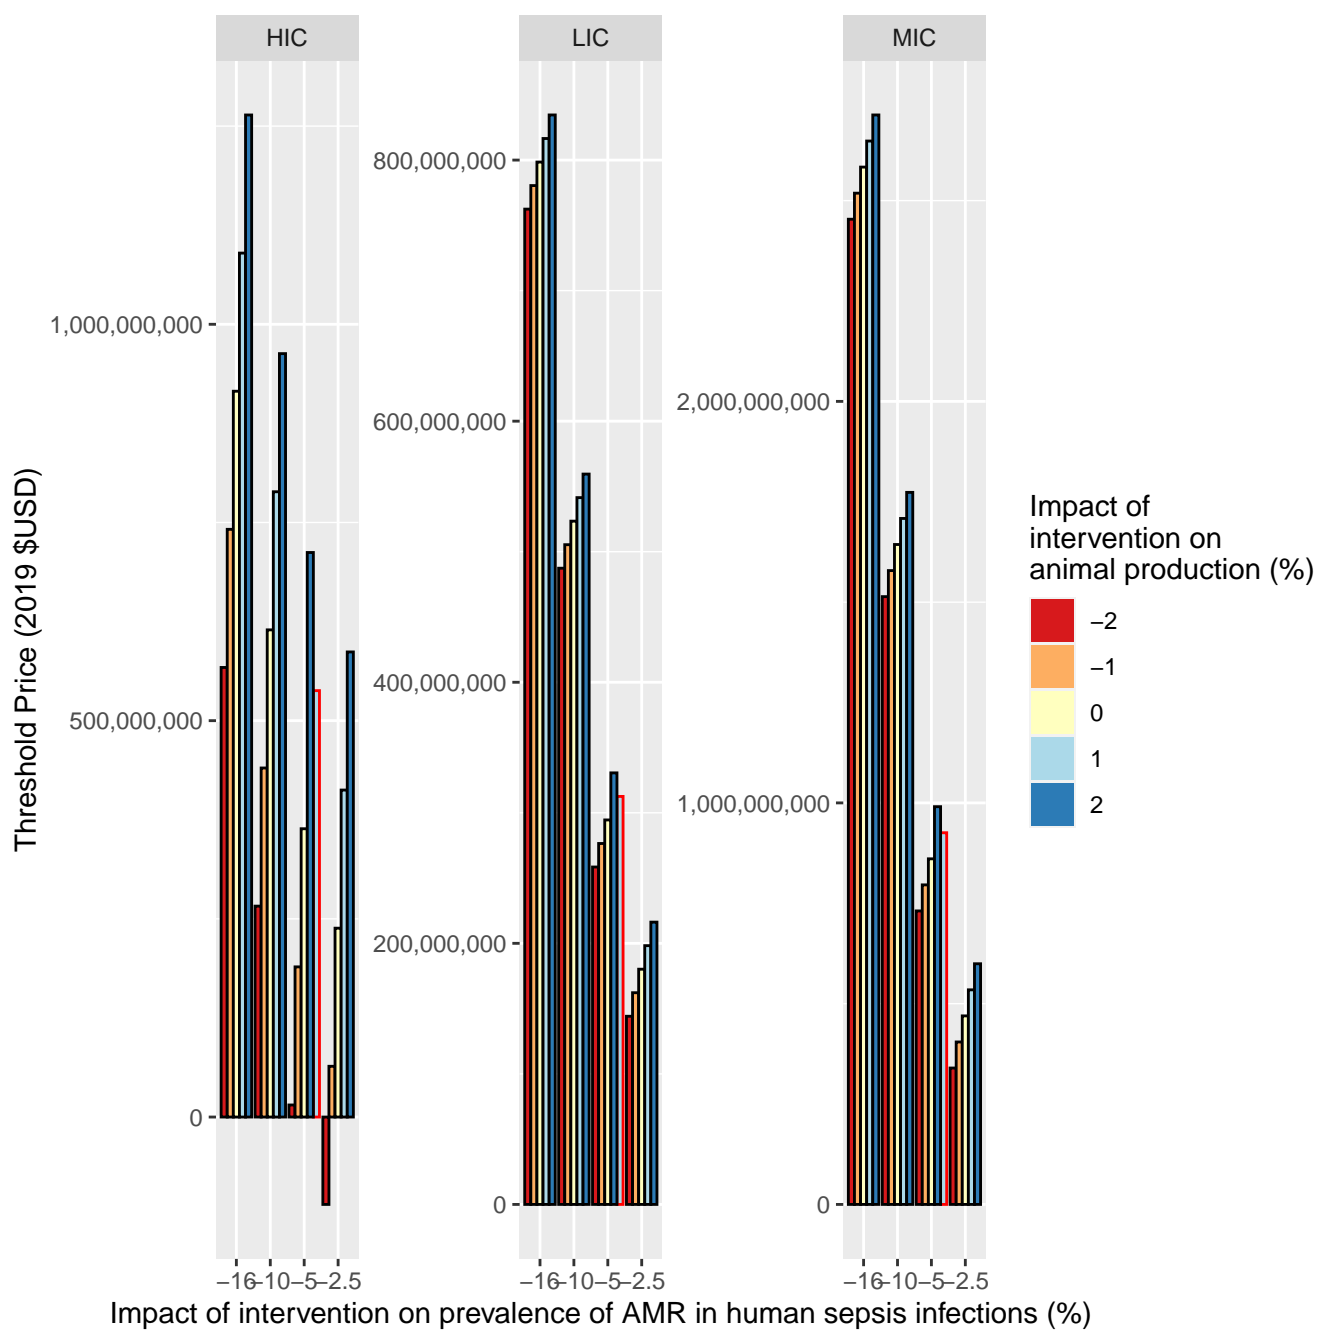 HIC
LIC
MIC
1,000,000,000
500,000,000
0
800,000,000
600,000,000
400,000,000
200,000,000
0
2,000,000,000
1,000,000,000
0
−16 −10 −5 −2.5
−16 −10 −5 −2.5
−16 −10 −5 −2.5
Threshold Price (2019 $USD)
Impact of intervention on prevalence of AMR in human sepsis infections (%)
Impact of
intervention on
animal production (%)
−2
−1
0
1
2